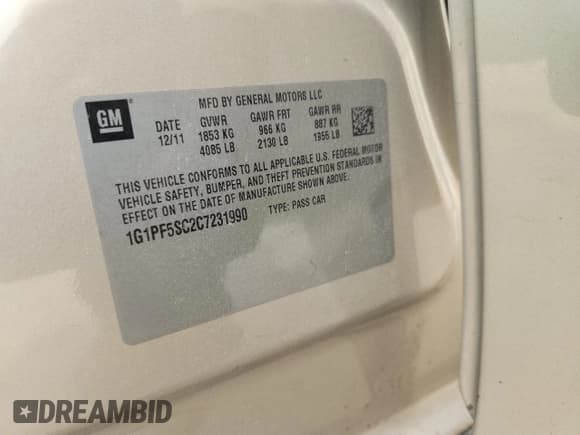 GM
MFD BY GENERAL MOTORS LLC
DATE GVWR GAWR FRT GAWR RR
12/11 1853 KG 966 KG 887 KG
4085 LB 2130 LB 1956 LB
THIS VEHICLE CONFORMS TO ALL APPLICABLE U.S. FEDERAL MOTOR
VEHICLE SAFETY, BUMPER, AND THEFT PREVENTION STANDARDS IN
EFFECT ON THE DATE OF MANUFACTURE SHOWN ABOVE.
1G1PF5SC2C7231990 TYPE: PASS CAR
DREAMBID